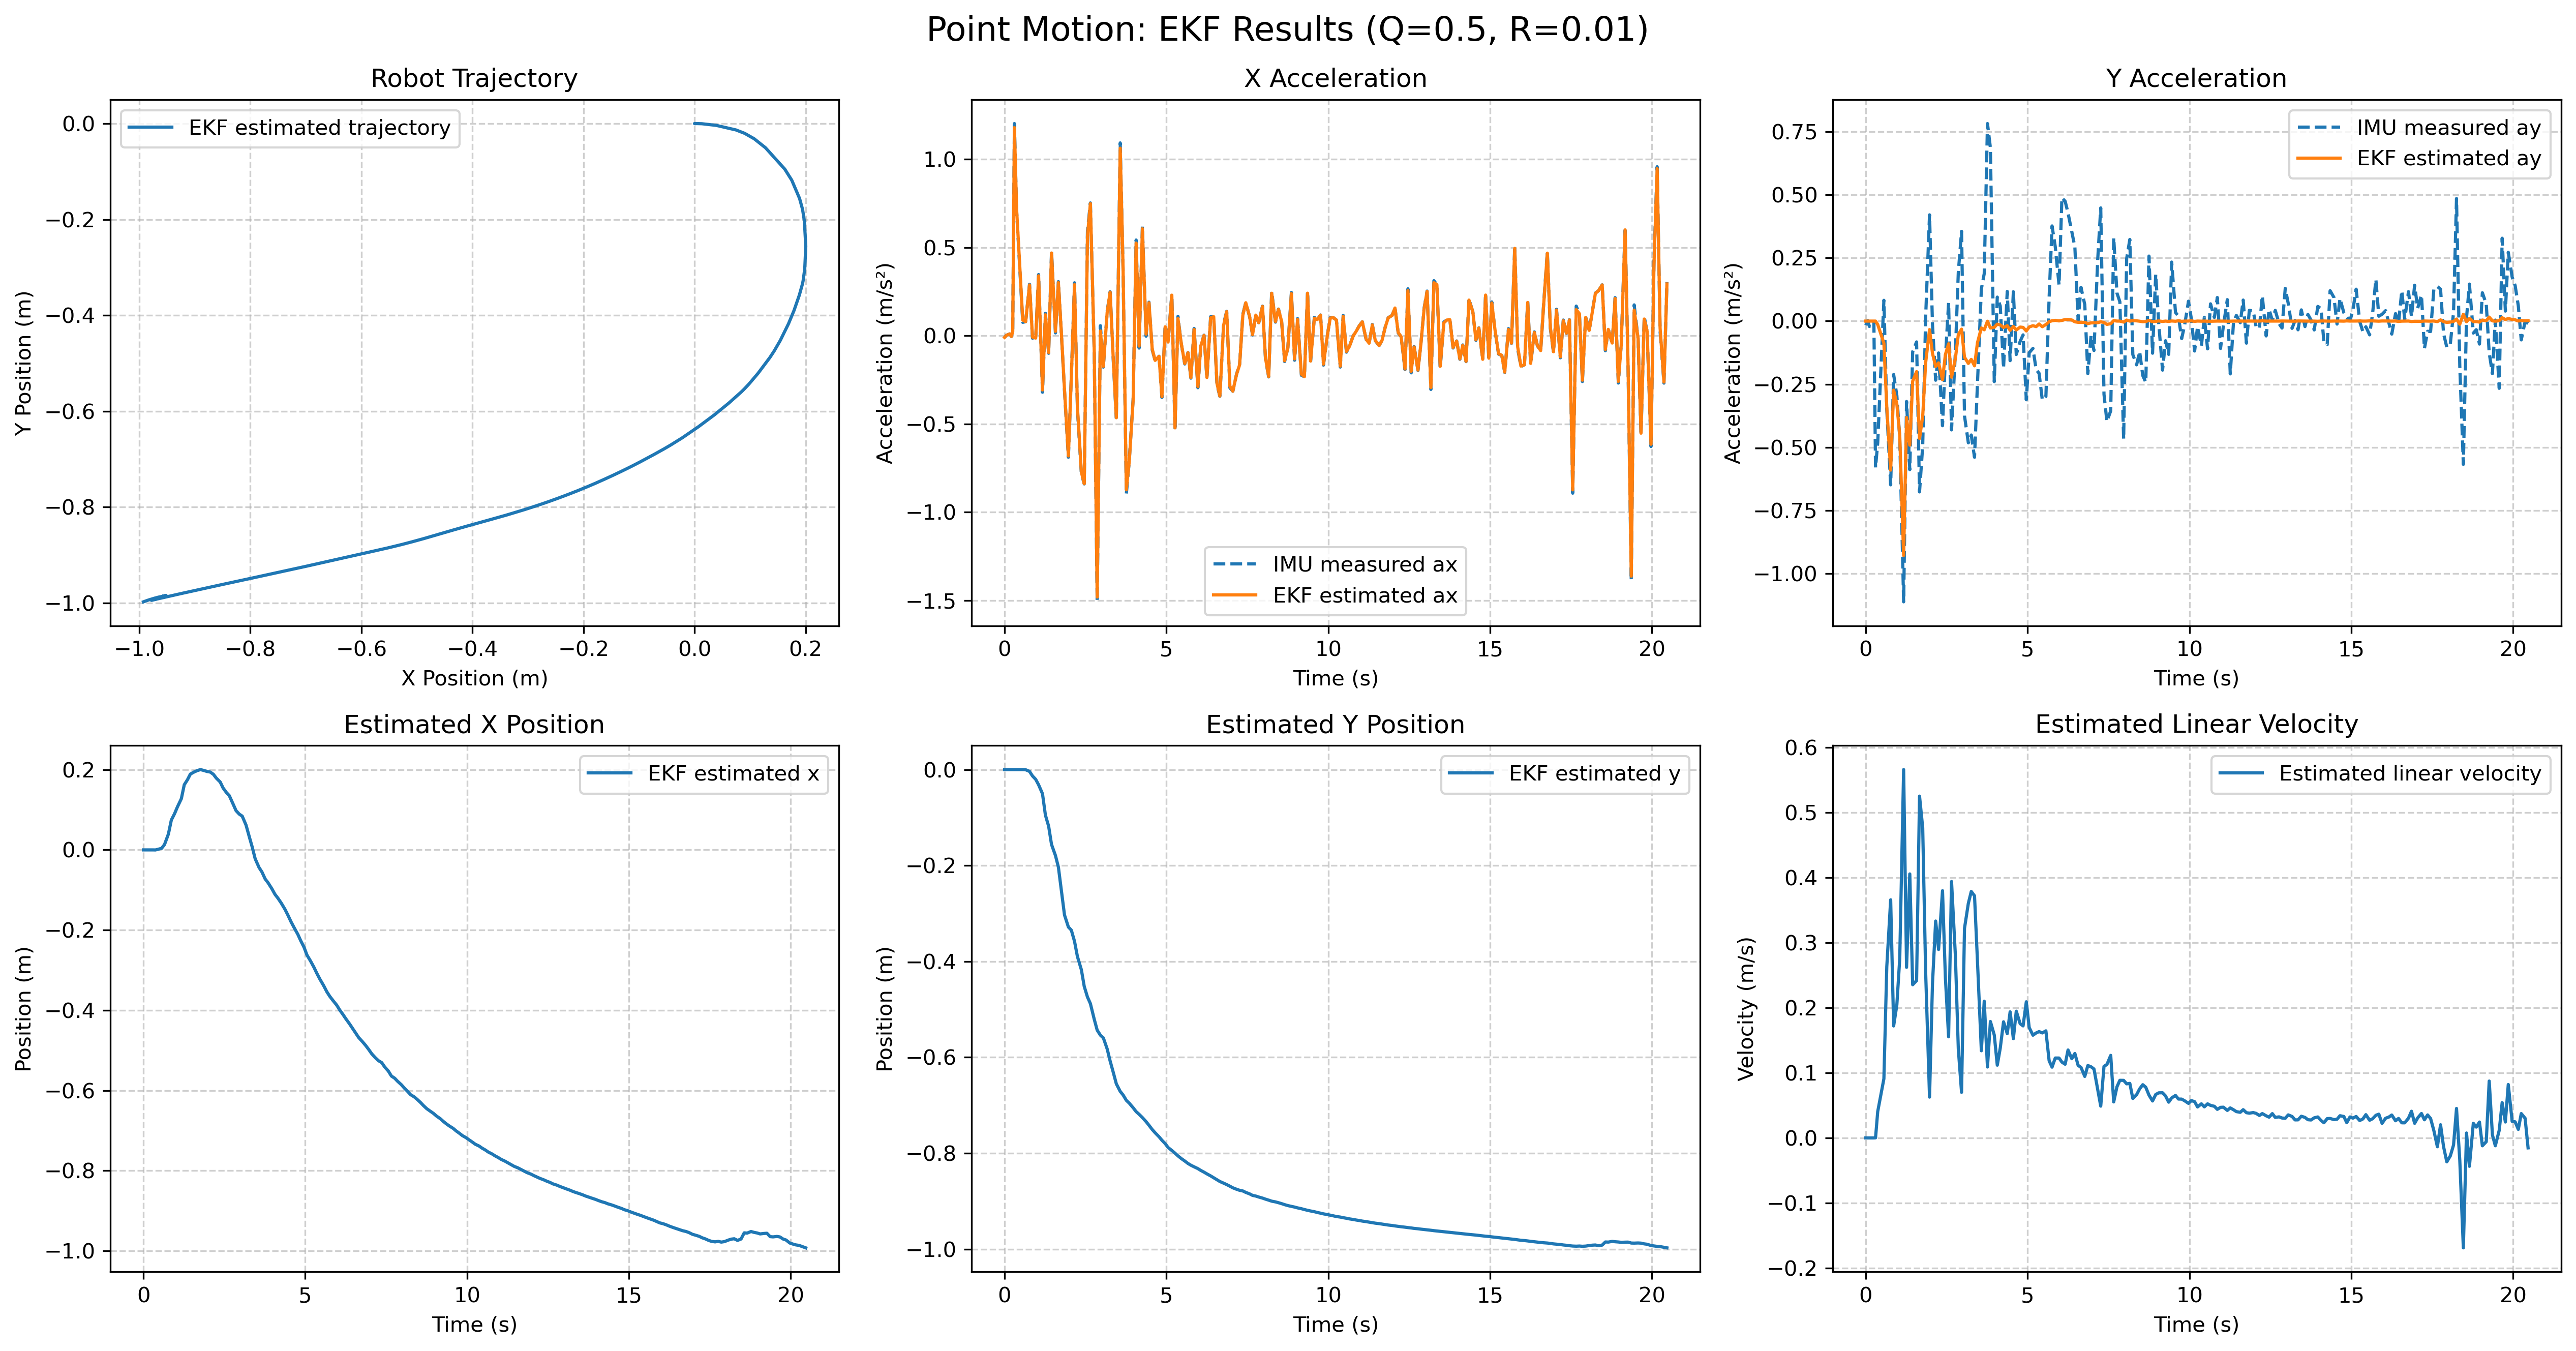 Point Motion: EKF Results (Q=0.5, R=0.01)
Robot Trajectory
EKF estimated trajectory
0.0
−0.2
−0.4
−0.6
−0.8
−1.0
Y Position (m)
−1.0 −0.8 −0.6 −0.4 −0.2 0.0 0.2
X Position (m)
X Acceleration
1.0
0.5
0.0
−0.5
−1.0
−1.5
Acceleration (m/s²)
IMU measured ax
EKF estimated ax
0 5 10 15 20
Time (s)
Y Acceleration
IMU measured ay
EKF estimated ay
0.75
0.50
0.25
0.00
−0.25
−0.50
−0.75
−1.00
Acceleration (m/s²)
0 5 10 15 20
Time (s)
Estimated X Position
EKF estimated x
0.2
0.0
−0.2
−0.4
−0.6
−0.8
−1.0
Position (m)
0 5 10 15 20
Time (s)
Estimated Y Position
EKF estimated y
0.0
−0.2
−0.4
−0.6
−0.8
−1.0
Position (m)
0 5 10 15 20
Time (s)
Estimated Linear Velocity
Estimated linear velocity
0.6
0.5
0.4
0.3
0.2
0.1
0.0
−0.1
−0.2
Velocity (m/s)
0 5 10 15 20
Time (s)